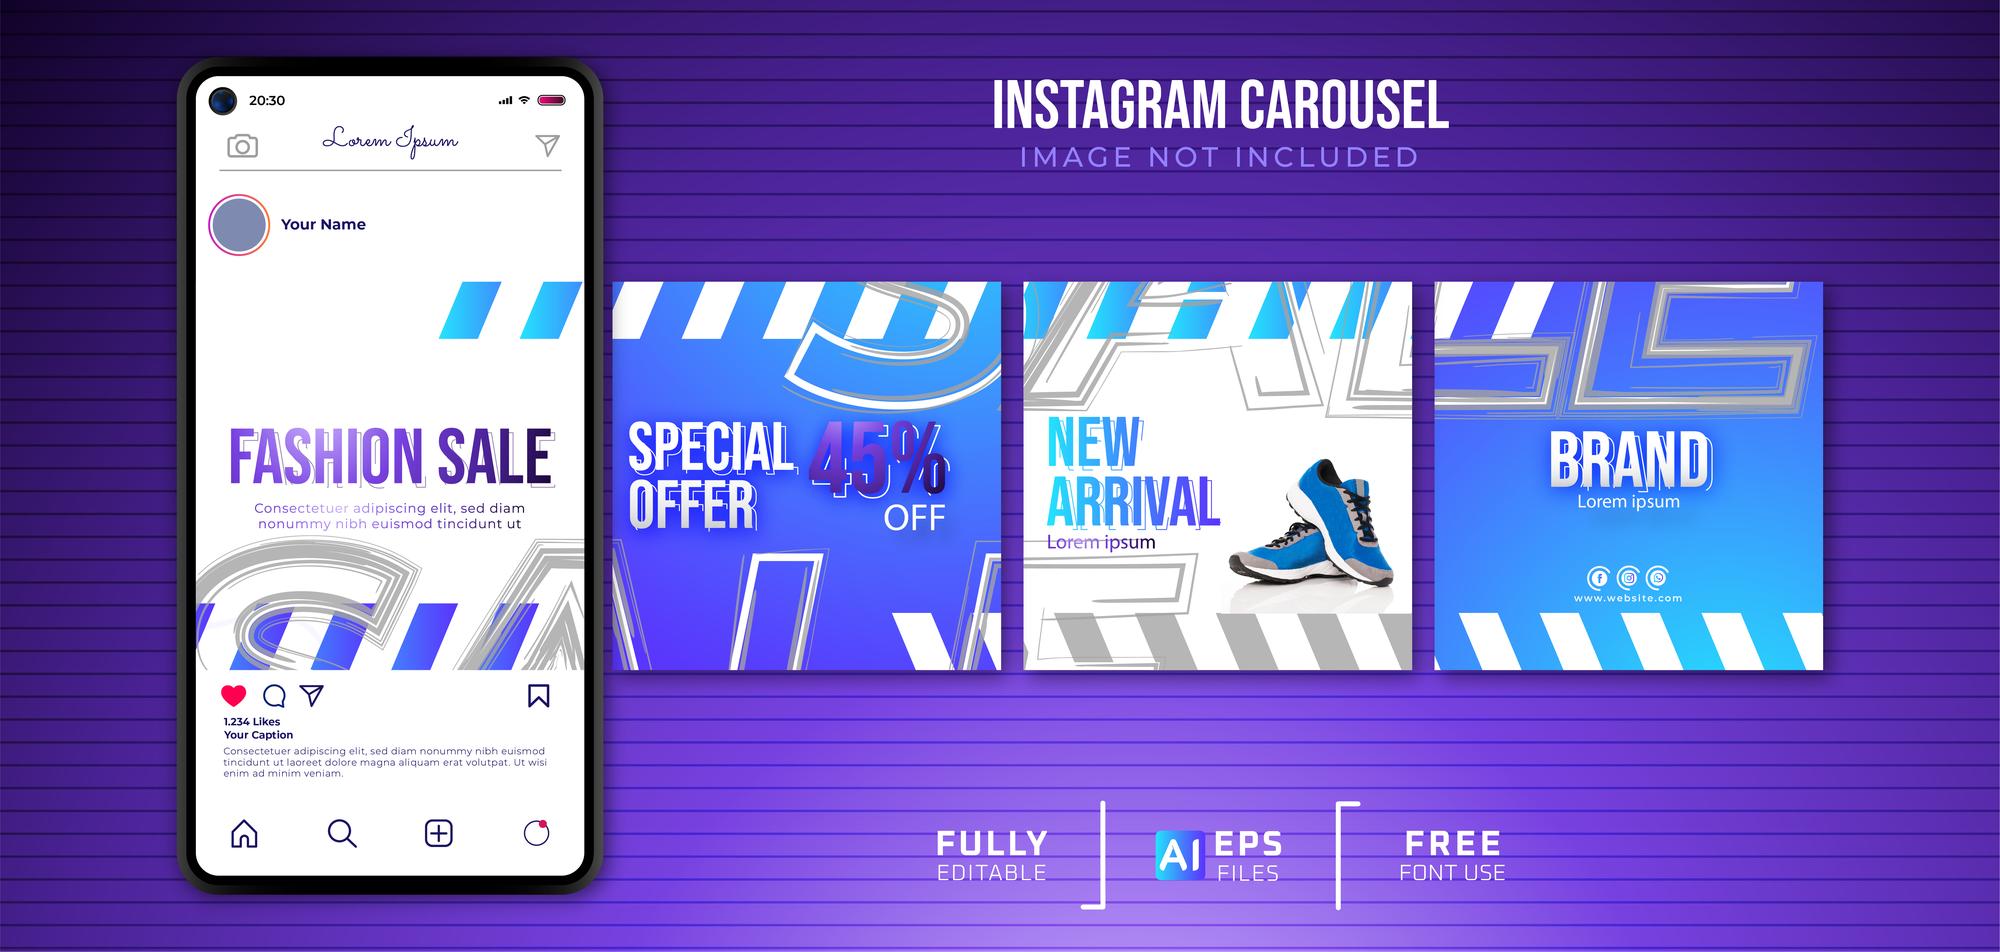 20:30
Lorem Ipsum
Your Name
FASHION SALE
Consectetuer adipiscing elit, sed diam
nonummy nibh euismod tincidunt ut
SALE
1.234 Likes
Your Caption
Consectetuer adipiscing elit, sed diam nonummy nibh euismod
tincidunt ut laoreet dolore magna aliquam erat volutpat. Ut wisi
enim ad minim veniam.
INSTAGRAM CAROUSEL
IMAGE NOT INCLUDED
SALE
SPECIAL
OFFER
45%
OFF
NEW
ARRIVAL
Lorem ipsum
BRAND
Lorem ipsum
www.website.com
FULLY
EDITABLE
AI EPS
FILES
FREE
FONT USE